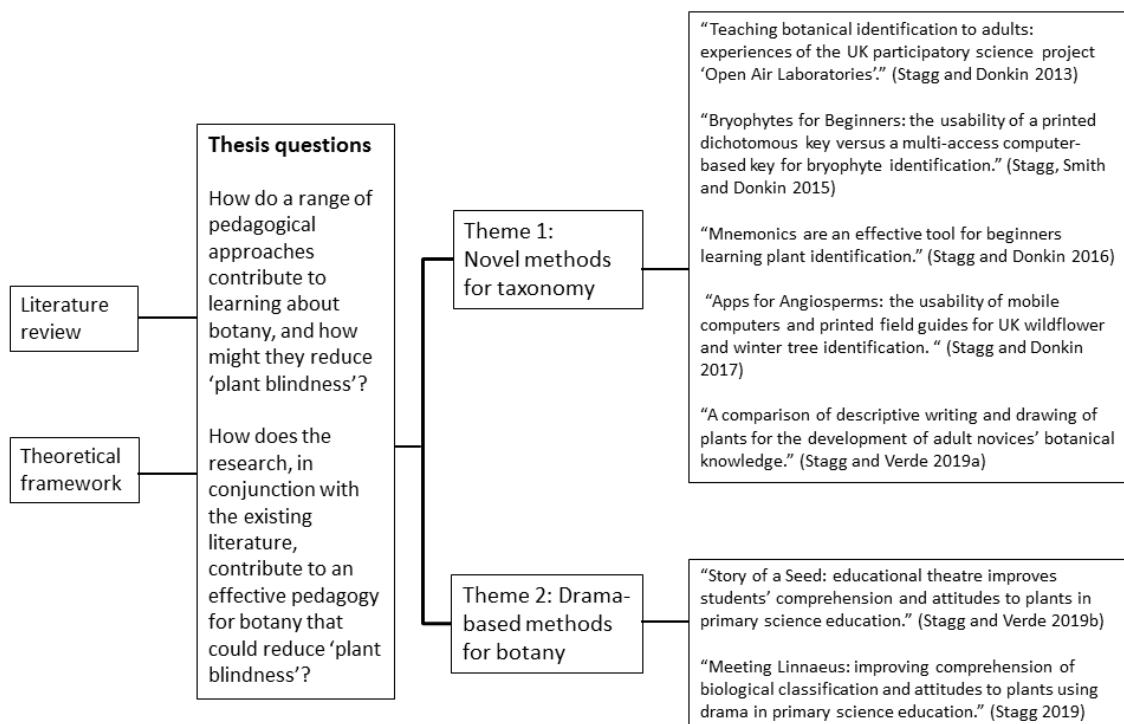 Literature
review
Theoretical
framework
Thesis questions
How do a range of
pedagogical
approaches
contribute to
learning about
botany, and how
might they reduce
‘plant blindness’?
How does the
research, in
conjunction with
the existing
literature,
contribute to an
effective pedagogy
for botany that
could reduce ‘plant
blindness’?
Theme 1:
Novel methods
for taxonomy
“Teaching botanical identification to adults:
experiences of the UK participatory science project
‘Open Air Laboratories’.” (Stagg and Donkin 2013)
“Bryophytes for Beginners: the usability of a printed
dichotomous key versus a multi-access computer-
based key for bryophyte identification.” (Stagg, Smith
and Donkin 2015)
“Mnemonics are an effective tool for beginners
learning plant identification.” (Stagg and Donkin 2016)
“Apps for Angiosperms: the usability of mobile
computers and printed field guides for UK wildflower
and winter tree identification. “ (Stagg and Donkin
2017)
“A comparison of descriptive writing and drawing of
plants for the development of adult novices’ botanical
knowledge.” (Stagg and Verde 2019a)
Theme 2: Drama-
based methods
for botany
“Story of a Seed: educational theatre improves
students’ comprehension and attitudes to plants in
primary science education.” (Stagg and Verde 2019b)
“Meeting Linnaeus: improving comprehension of
biological classification and attitudes to plants using
drama in primary science education.” (Stagg 2019)